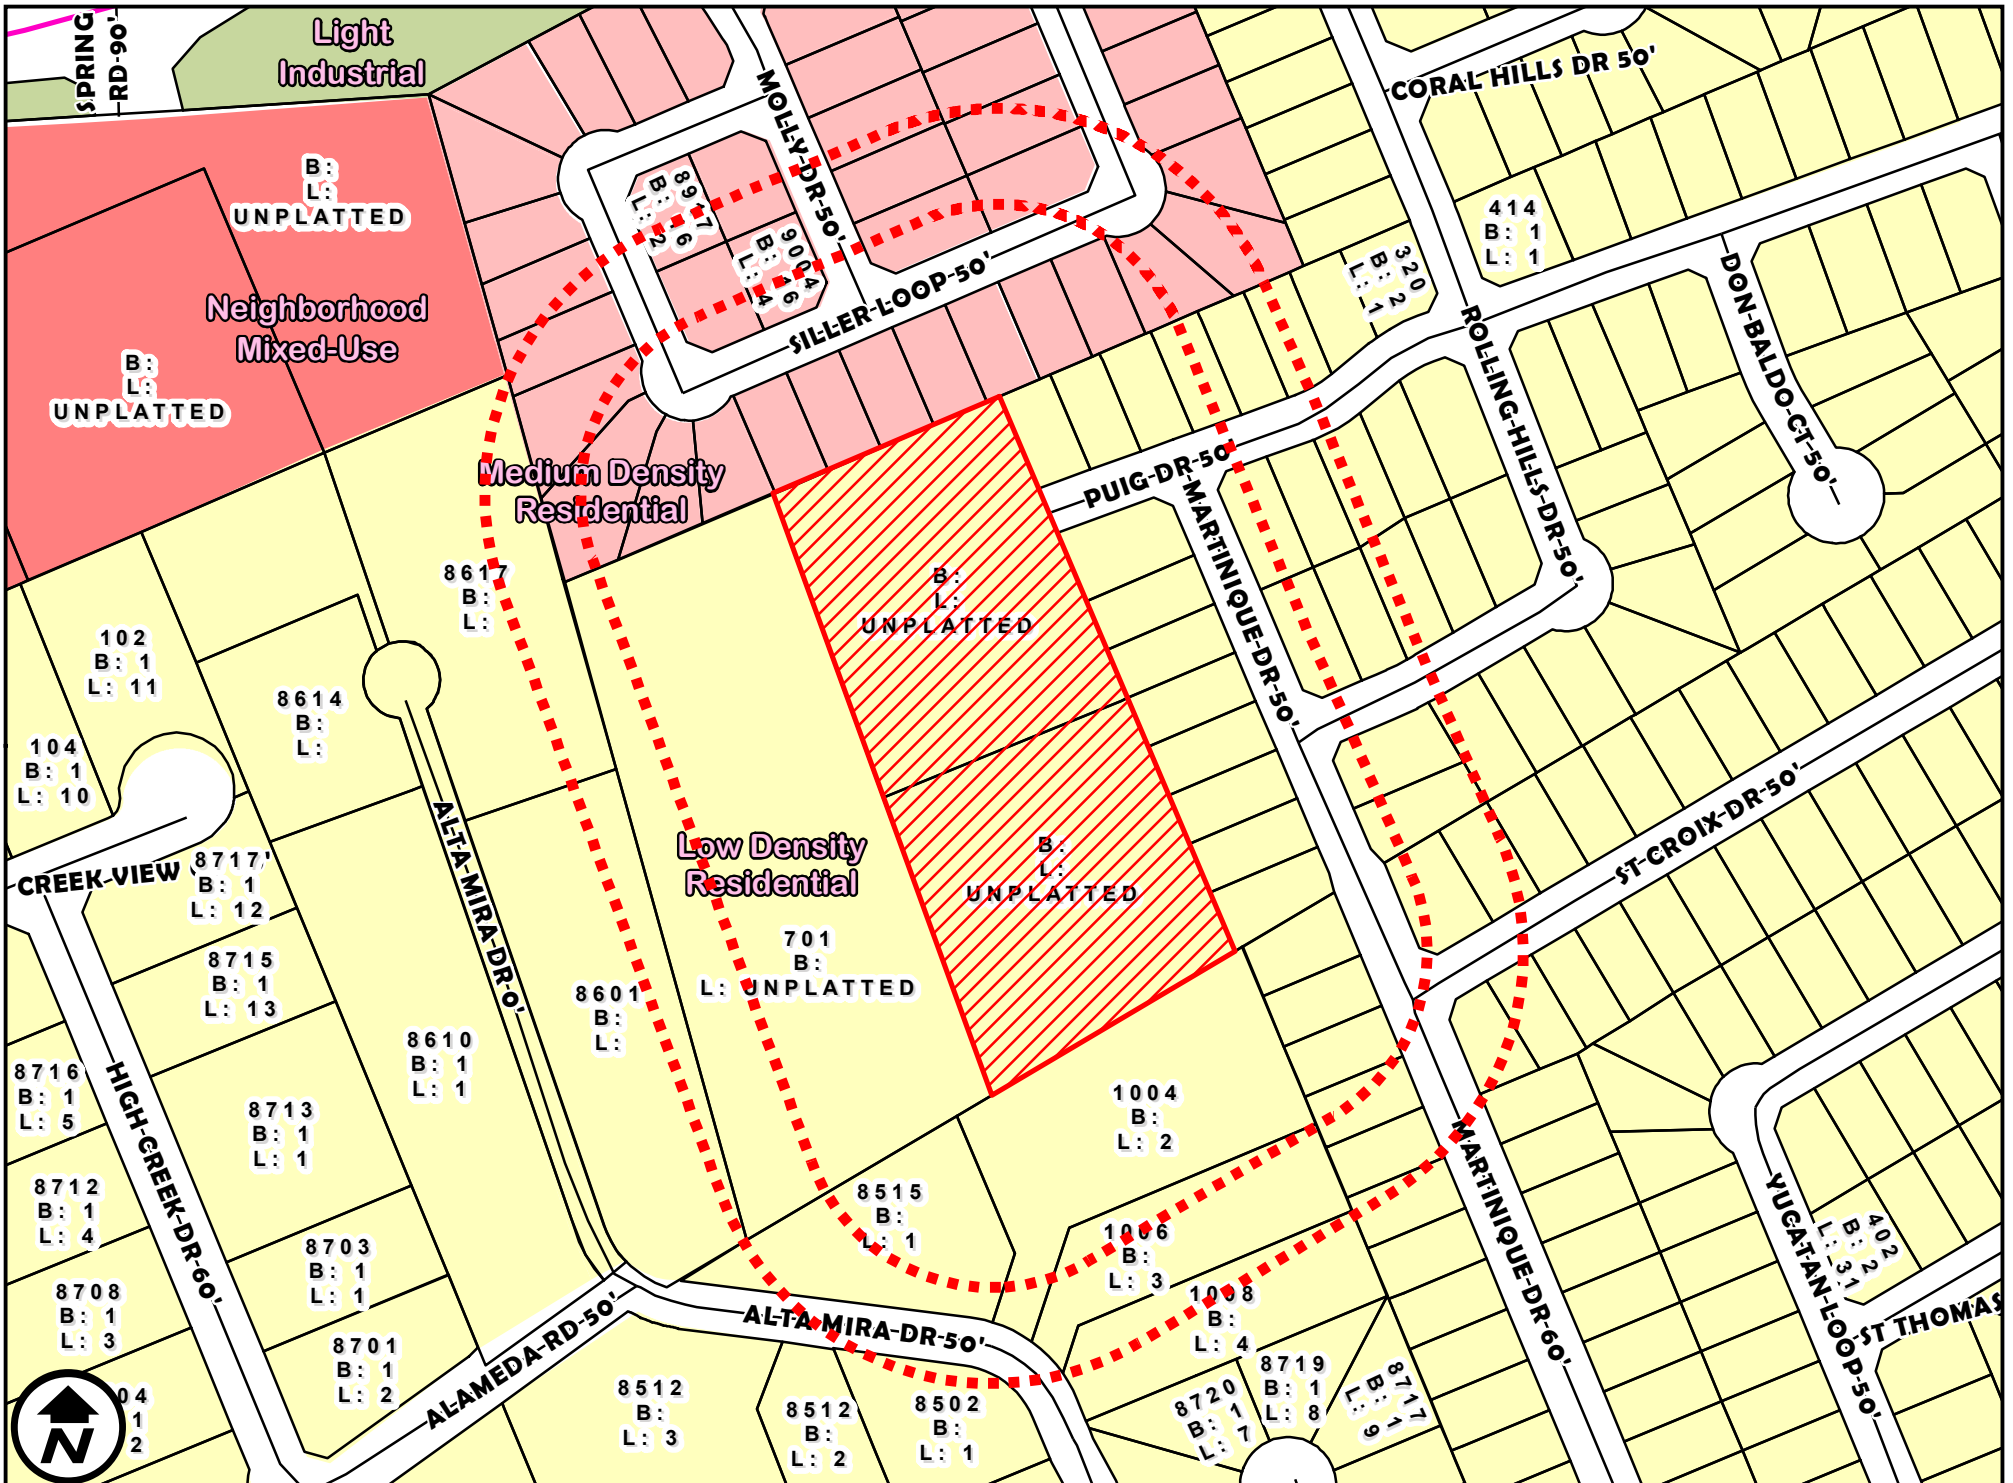 SPRING
RD-90'
Light
Industrial
B:
L:
UNPLATTED
Neighborhood
Mixed-Use
B:
L:
UNPLATTED
MOLLY-DR-50'
8917
B: 16
L: 2
9004
B: 16
L: 4
SILLER-LOOP-50'
CORAL HILLS DR 50'
414
B: 1
L: 1
320
B: 2
L: 1
DON-BALDO-CT-50'
ROLLING-HILLS-DR-50'
PUIG-DR-50'
MARTINIQUE-DR-50'
Medium Density
Residential
8617
B:
L:
B:
L:
UNPLATTED
102
B: 1
L: 11
8614
B:
L:
104
B: 1
L: 10
CREEK-VIEW
8717
B: 1
L: 12
ALTA-MIRA-DR-0'
Low Density
Residential
B:
L:
UNPLATTED
ST-CROIX-DR-50'
701
B:
L: UNPLATTED
8715
B: 1
L: 13
8601
B:
L:
8610
B: 1
L: 1
8716
B: 1
L: 5
HIGH-CREEK-DR-60'
8713
B: 1
L: 1
1004
B:
L: 2
8712
B: 1
L: 4
8515
B:
L: 1
1006
B:
L: 3
MARTINIQUE-DR-60'
YUCATAN-LOOP-50'
402
B: 2
L: 31
8703
B: 1
L: 1
8708
B: 1
L: 3
1008
B:
L: 4
ST THOMAS
ALTA MIRA-DR-50'
ALAMEDA-RD-50'
8701
B: 1
L: 2
8512
B:
L: 3
8512
B:
L: 2
8502
B:
L: 1
8720
B: 1
L: 7
8719
B: 1
L: 8
8717
B: 1
L: 9
04
1
2
N